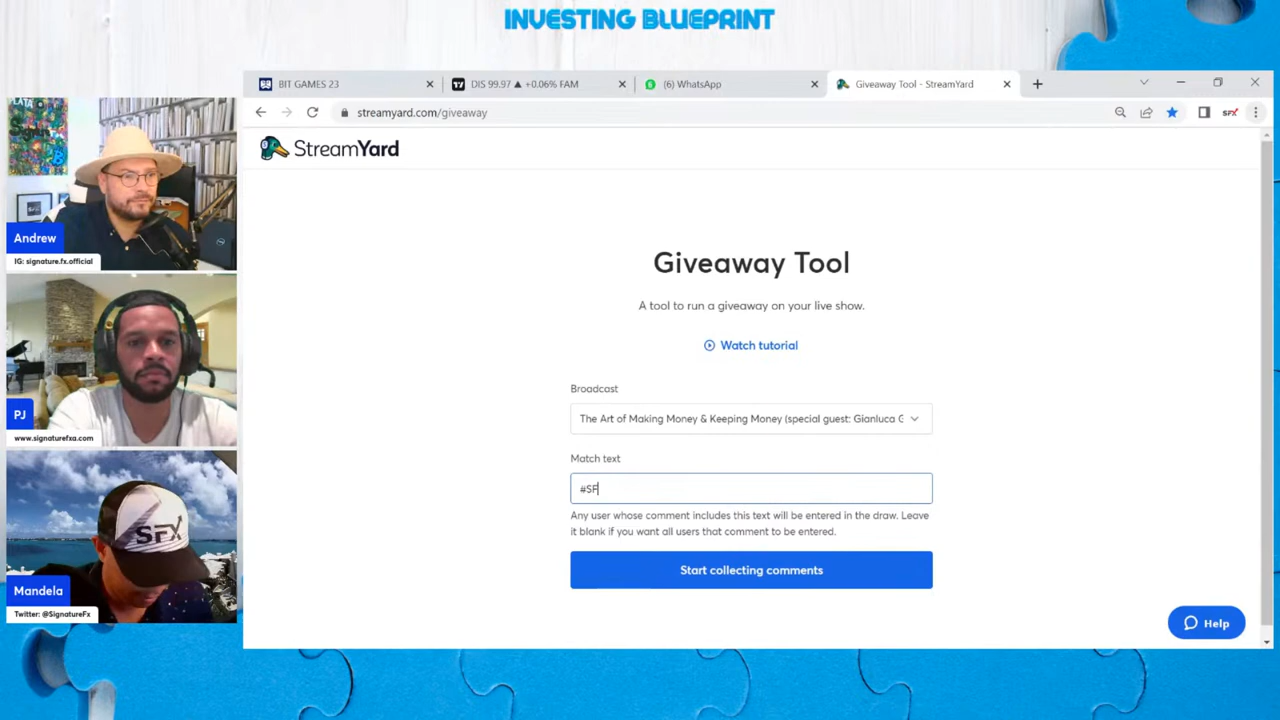 INVESTING BLUEPRINT
BIT GAMES 23
DIS 99.97 ▲ +0.06% FAM
(6) WhatsApp
Giveaway Tool - StreamYard
streamyard.com/giveaway
SFX
StreamYard
Giveaway Tool
A tool to run a giveaway on your live show.
Watch tutorial
Broadcast
The Art of Making Money & Keeping Money (special guest: Gianluca G
Match text
#SF
Any user whose comment includes this text will be entered in the draw. Leave
it blank if you want all users that comment to be entered.
Start collecting comments
Help
Andrew
IG: signature.fx.official
PJ
www.signaturefxa.com
SFX
Mandela
Twitter: @SignatureFx